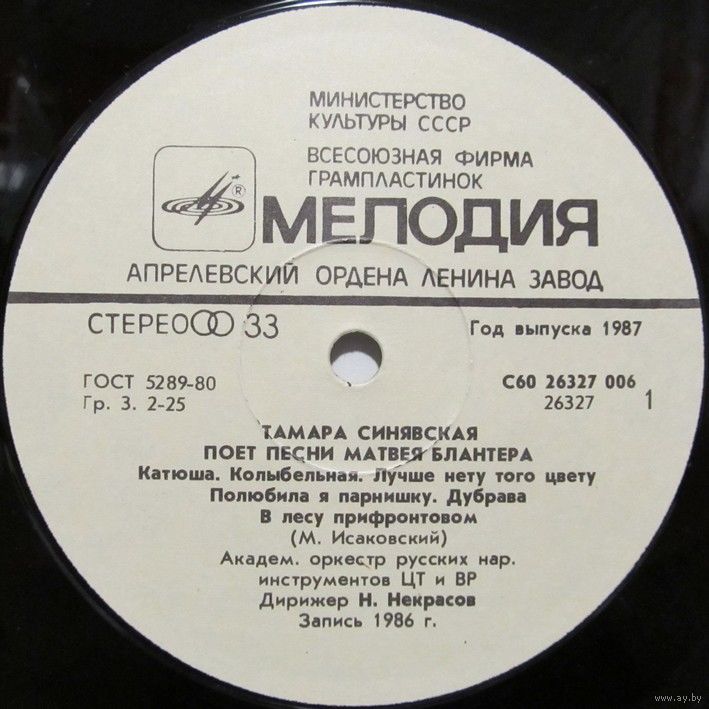 МИНИСТЕРСТВО
КУЛЬТУРЫ СССР
ВСЕСОЮЗНАЯ ФИРМА
ГРАМПЛАСТИНОК
®
МЕЛОДИЯ
АПРЕЛЕВСКИЙ ОРДЕНА ЛЕНИНА ЗАВОД
СТЕРЕО 33
Год выпуска 1987
ГОСТ 5289-80
Гр. 3. 2-25
С60 26327 006
26327 1
ТАМАРА СИНЯВСКАЯ
ПОЕТ ПЕСНИ МАТВЕЯ БЛАНТЕРА
Катюша. Колыбельная. Лучше нету того цвету
Полюбила я парнишку. Дубрава
В лесу прифронтовом
(М. Исаковский)
Академ. оркестр русских нар.
инструментов ЦТ и ВР
Дирижер Н. Некрасов
Запись 1986 г.
www.ay.by